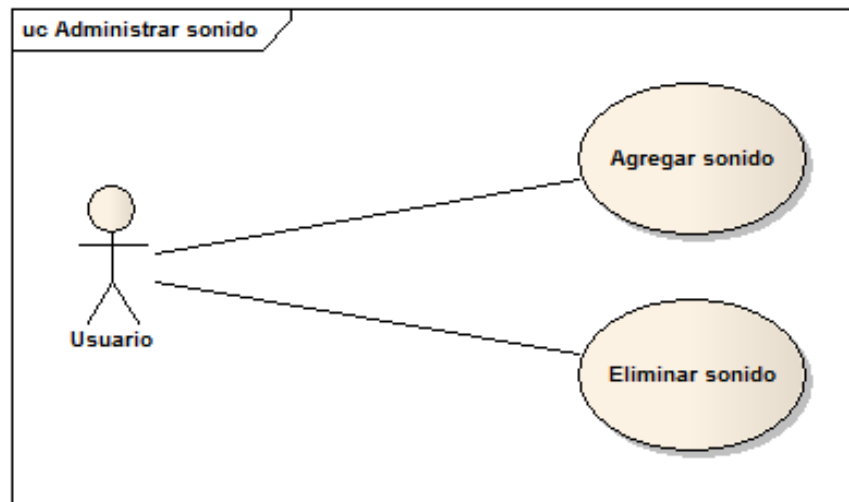 uc Administrar sonido
Agregar sonido
Usuario
Eliminar sonido